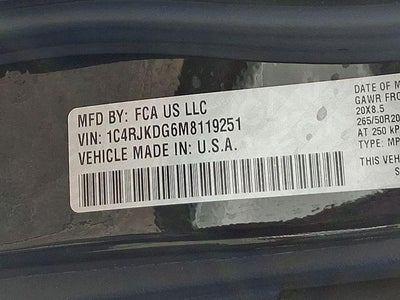 MFD BY: FCA US LLC
VIN: 1C4RJKDG6M8119251
VEHICLE MADE IN: U.S.A.
DATE OF M
GAWR FRO
20X8.5
265/50R20
AT 250 KP
TYPE: MP
THIS VEHI
S